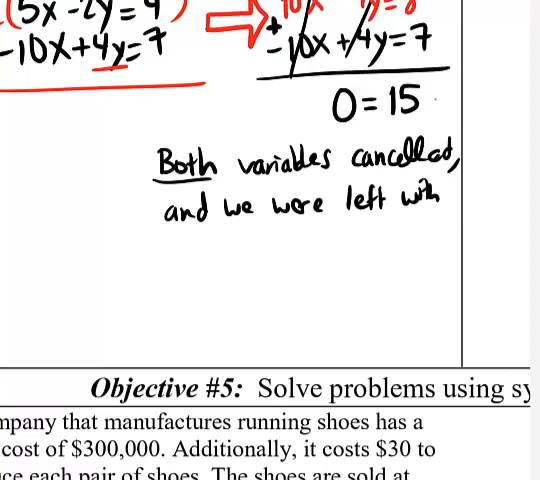 (5x -2y = 4)
-10x+4y=7
+
-10x+4y=7
0=15
Both variables cancelled,
and we were left with
Objective #5: Solve problems using sy
mpany that manufactures running shoes has a
cost of $300,000. Additionally, it costs $30 to
uce each pair of shoes. The shoes are sold at